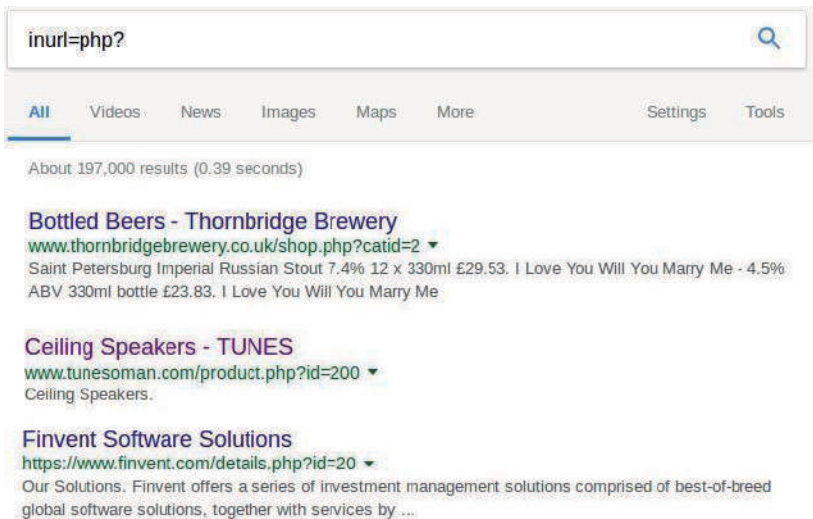 inurl=php?
All Videos News Images Maps More Settings Tools
About 197,000 results (0.39 seconds)
Bottled Beers - Thornbridge Brewery
www.thornbridgebrewery.co.uk/shop.php?catid=2
Saint Petersburg Imperial Russian Stout 7.4% 12 x 330ml £29.53. I Love You Will You Marry Me - 4.5%
ABV 330ml bottle £23.83. I Love You Will You Marry Me
Ceiling Speakers - TUNES
www.tunesoman.com/product.php?id=200
Ceiling Speakers.
Finvent Software Solutions
https://www.finvent.com/details.php?id=20
Our Solutions. Finvent offers a series of investment management solutions comprised of best-of-breed
global software solutions, together with services by ...